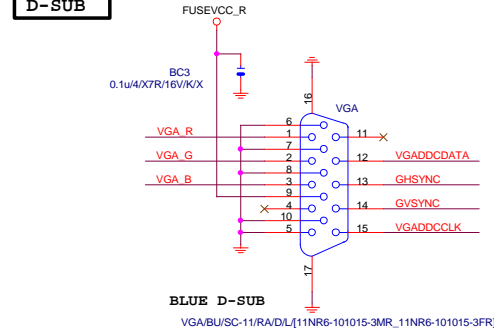 D-SUB
FUSEVCC_R
BC3
0.1u/4/X7R/16V/K/X
16
VGA
6
VGA_R
1
11
7
VGA_G
2
12
VGADDCDATA
8
VGA_B
3
13
GHSYNC
9
4
14
GVSYNC
10
5
15
VGADDCCLK
17
BLUE D-SUB
VGA/BU/SC-11/RA/D/L/[11NR6-101015-3MR_11NR6-101015-3FR]